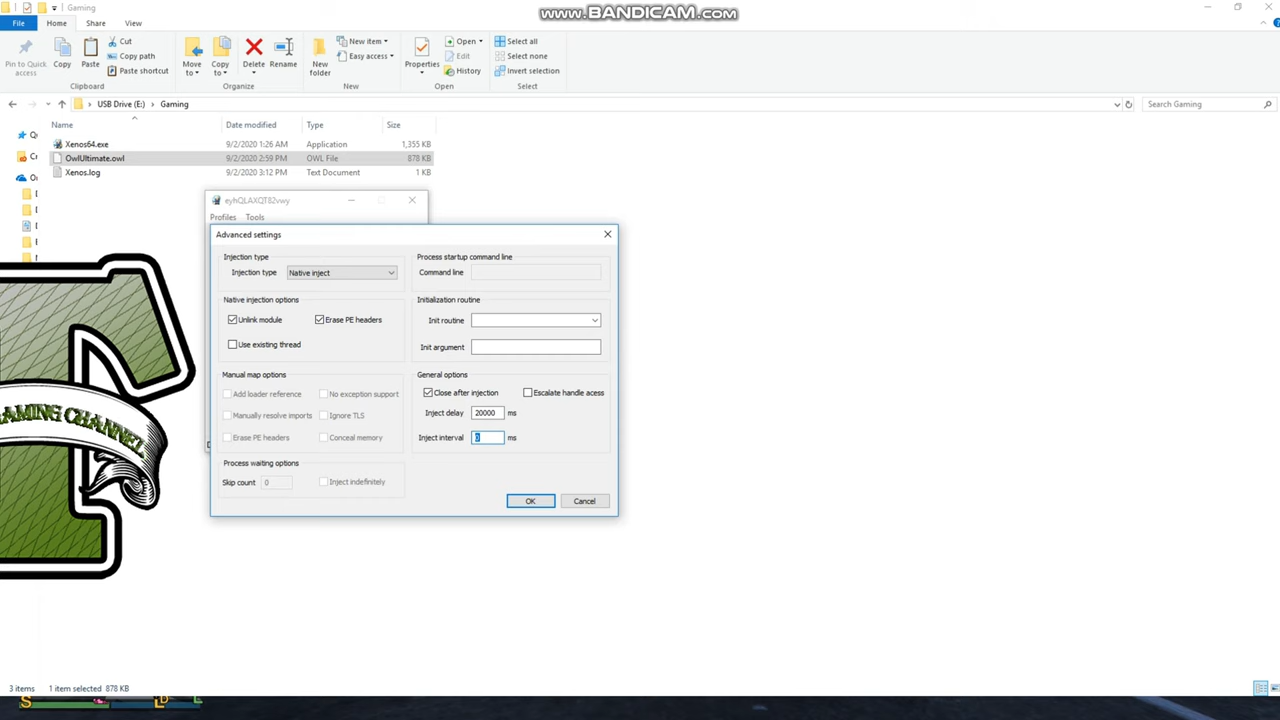 Gaming
www.BANDICAM.com
File Home Share View
Pin to Quick access
Copy
Paste
Cut
Copy path
Paste shortcut
Clipboard
Move to
Copy to
Delete
Rename
Organize
New folder
New item
Easy access
New
Properties
Open
Edit
History
Open
Select all
Select none
Invert selection
Select
USB Drive (E:) Gaming
Search Gaming
Name Date modified Type Size
Xenos64.exe 9/2/2020 1:26 AM Application 1,355 KB
OwlUltimate.owl 9/2/2020 2:59 PM OWL File 878 KB
Xenos.log 9/2/2020 3:12 PM Text Document 1 KB
eyhQLAXQT82vwy
Profiles Tools
Advanced settings
Injection type
Injection type Native inject
Native injection options
Unlink module Erase PE headers
Use existing thread
Manual map options
Add loader reference No exception support
Manually resolve imports Ignore TLS
Erase PE headers Conceal memory
Process waiting options
Skip count 0 Inject indefinitely
Process startup command line
Command line
Initialization routine
Init routine
Init argument
General options
Close after injection Escalate handle acess
Inject delay 20000 ms
Inject interval 0 ms
OK Cancel
GAMING CHANNEL
3 items 1 item selected 878 KB